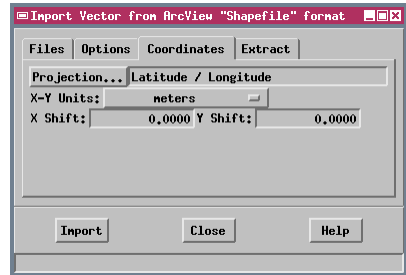 Import Vector from ArcView "Shapefile" format
Files Options Coordinates Extract
Projection... Latitude / Longitude
X-Y Units: meters
X Shift: 0.0000 Y Shift: 0.0000
Import Close Help